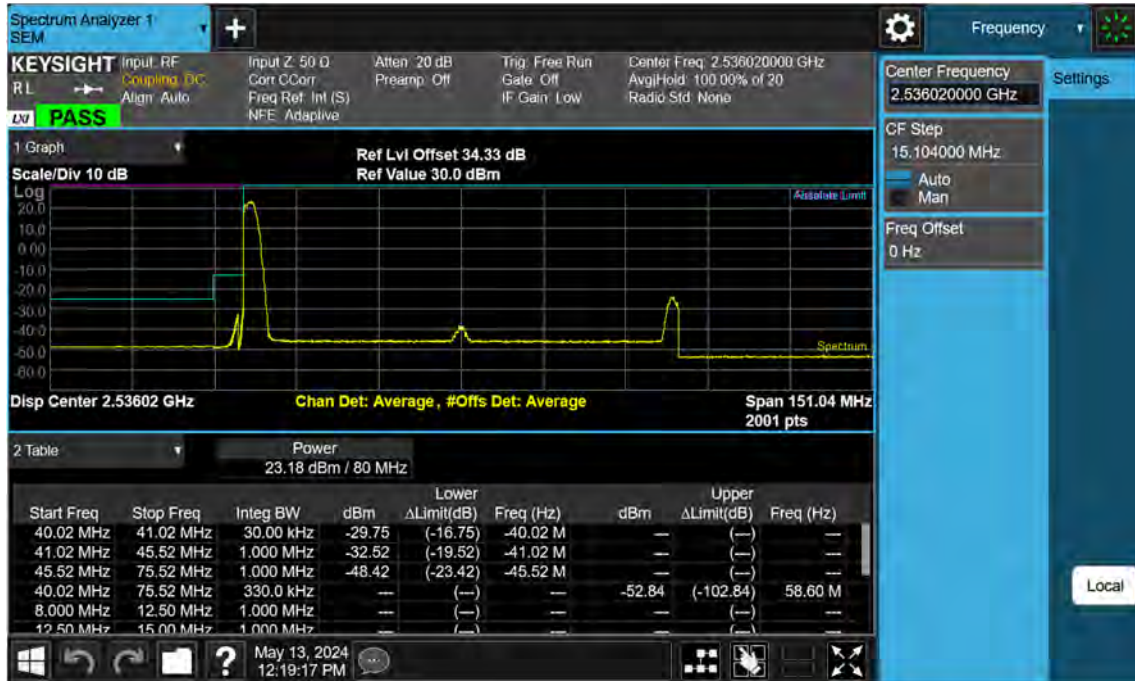 Spectrum Analyzer 1
SEM
Frequency
KEYSIGHT Input: RF Input Z: 50 Ω Atten: 20 dB Trig: Free Run Center Freq: 2.536020000 GHz
RL Coupling: DC Corr CCorr Preamp: Off Gate: Off Avg|Hold: 100.00% of 20
Align: Auto Freq Ref: Int (S) IF Gain: Low Radio Std: None
LXI PASS NFE: Adaptive
Center Frequency
2.536020000 GHz
Settings
CF Step
15.104000 MHz
Auto
Man
Freq Offset
0 Hz
1 Graph
Ref Lvl Offset 34.33 dB
Scale/Div 10 dB Ref Value 30.0 dBm
Log
Absolute Limit
20.0
10.0
0.00
-10.0
-20.0
-30.0
-40.0
-50.0
-60.0
Spectrum
Disp Center 2.53602 GHz Chan Det: Average, #Offs Det: Average Span 151.04 MHz
2001 pts
2 Table
Power
23.18 dBm / 80 MHz
Lower Upper
Start Freq Stop Freq Integ BW dBm ΔLimit(dB) Freq (Hz) dBm ΔLimit(dB) Freq (Hz)
40.02 MHz 41.02 MHz 30.00 kHz -29.75 (-16.75) -40.02 M --- (---) ---
41.02 MHz 45.52 MHz 1.000 MHz -32.52 (-19.52) -41.02 M --- (---) ---
45.52 MHz 75.52 MHz 1.000 MHz -48.42 (-23.42) -45.52 M --- (---) ---
40.02 MHz 75.52 MHz 330.0 kHz --- (---) --- -52.84 (-102.84) 58.60 M
8.000 MHz 12.50 MHz 1.000 MHz --- (---) --- --- (---) ---
12.50 MHz 15.00 MHz 1.000 MHz --- (---) --- --- (---) ---
Local
? May 13, 2024
12:19:17 PM